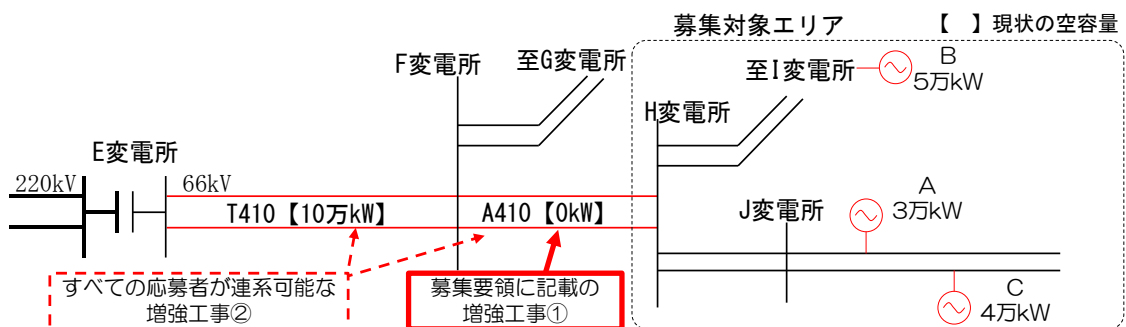 募集対象エリア
【　】現状の空容量
F変電所
至G変電所
至I変電所
B
5万kW
H変電所
E変電所
220kV
66kV
T410【10万kW】
A410【0kW】
J変電所
A
3万kW
C
4万kW
すべての応募者が連系可能な
増強工事②
募集要領に記載の
増強工事①